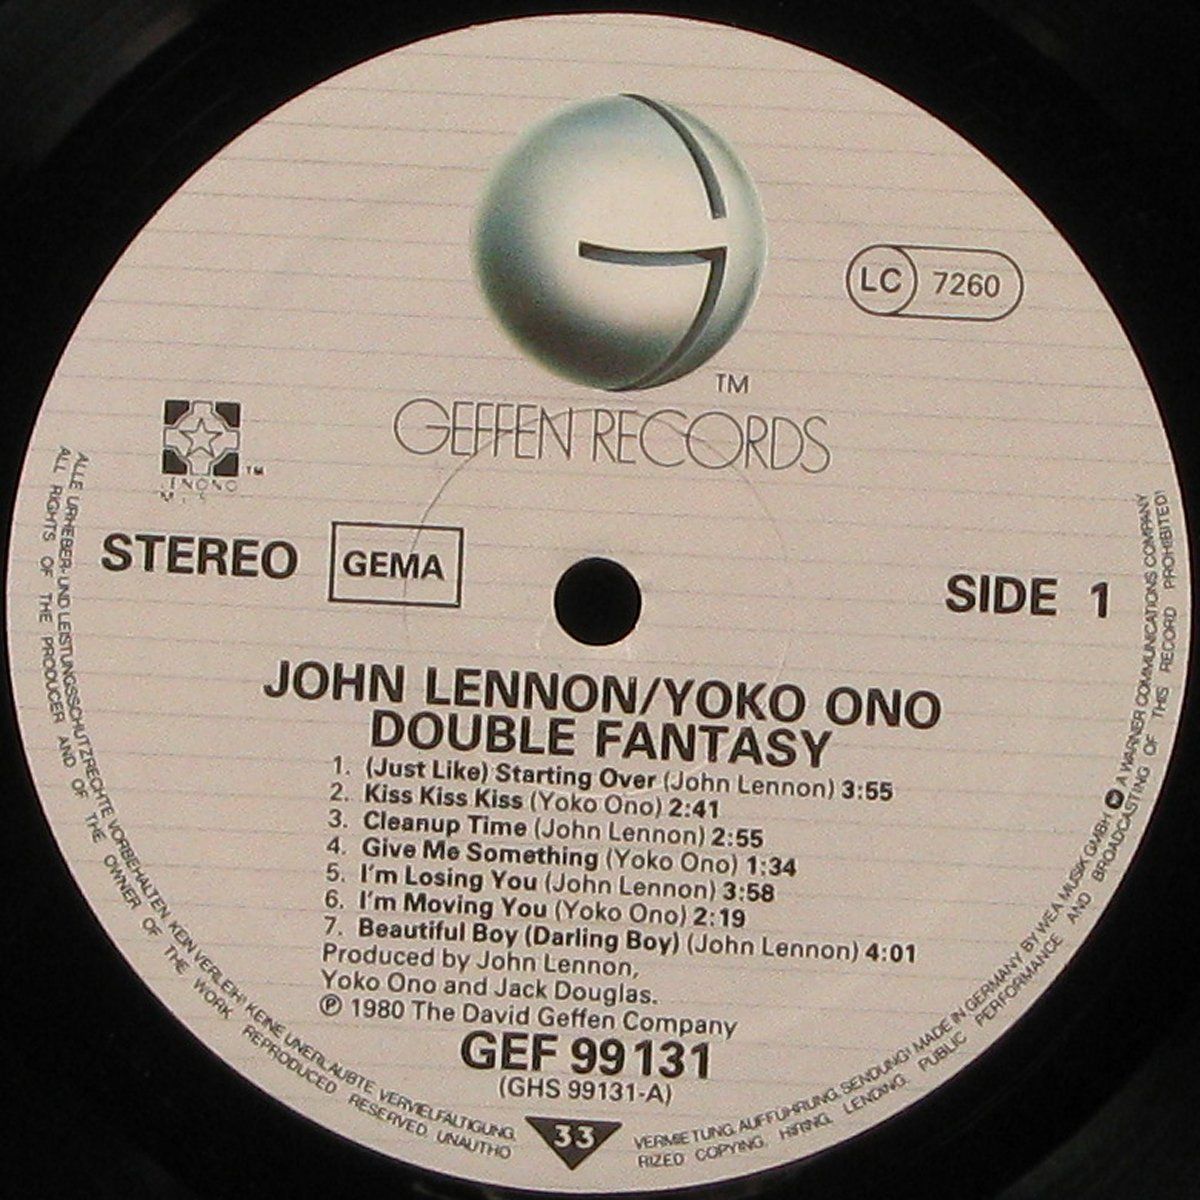 TM
LC 7260
GEFFEN RECORDS
TM
STEREO
GEMA
SIDE 1
JOHN LENNON/YOKO ONO
DOUBLE FANTASY
1. (Just Like) Starting Over (John Lennon) 3:55
2. Kiss Kiss Kiss (Yoko Ono) 2:41
3. Cleanup Time (John Lennon) 2:55
4. Give Me Something (Yoko Ono) 1:34
5. I'm Losing You (John Lennon) 3:58
6. I'm Moving You (Yoko Ono) 2:19
7. Beautiful Boy (Darling Boy) (John Lennon) 4:01
Produced by John Lennon,
Yoko Ono and Jack Douglas.
℗ 1980 The David Geffen Company
GEF 99 131
(GHS 99131-A)
33
ALLE URHEBER- UND LEISTUNGSSCHUTZRECHTE VORBEHALTEN. KEIN VERLEIH! KEINE UNERLAUBTE VERVIELFÄLTIGUNG, VERMIETUNG, AUFFÜHRUNG, SENDUNG! MADE IN GERMANY BY WEA MUSIK GMBH A WARNER COMMUNICATIONS COMPANY
ALL RIGHTS OF THE PRODUCER AND OF THE OWNER OF THE WORK REPRODUCED RESERVED. UNAUTHORIZED COPYING, HIRING, LENDING, PUBLIC PERFORMANCE AND BROADCASTING OF THIS RECORD PROHIBITED!